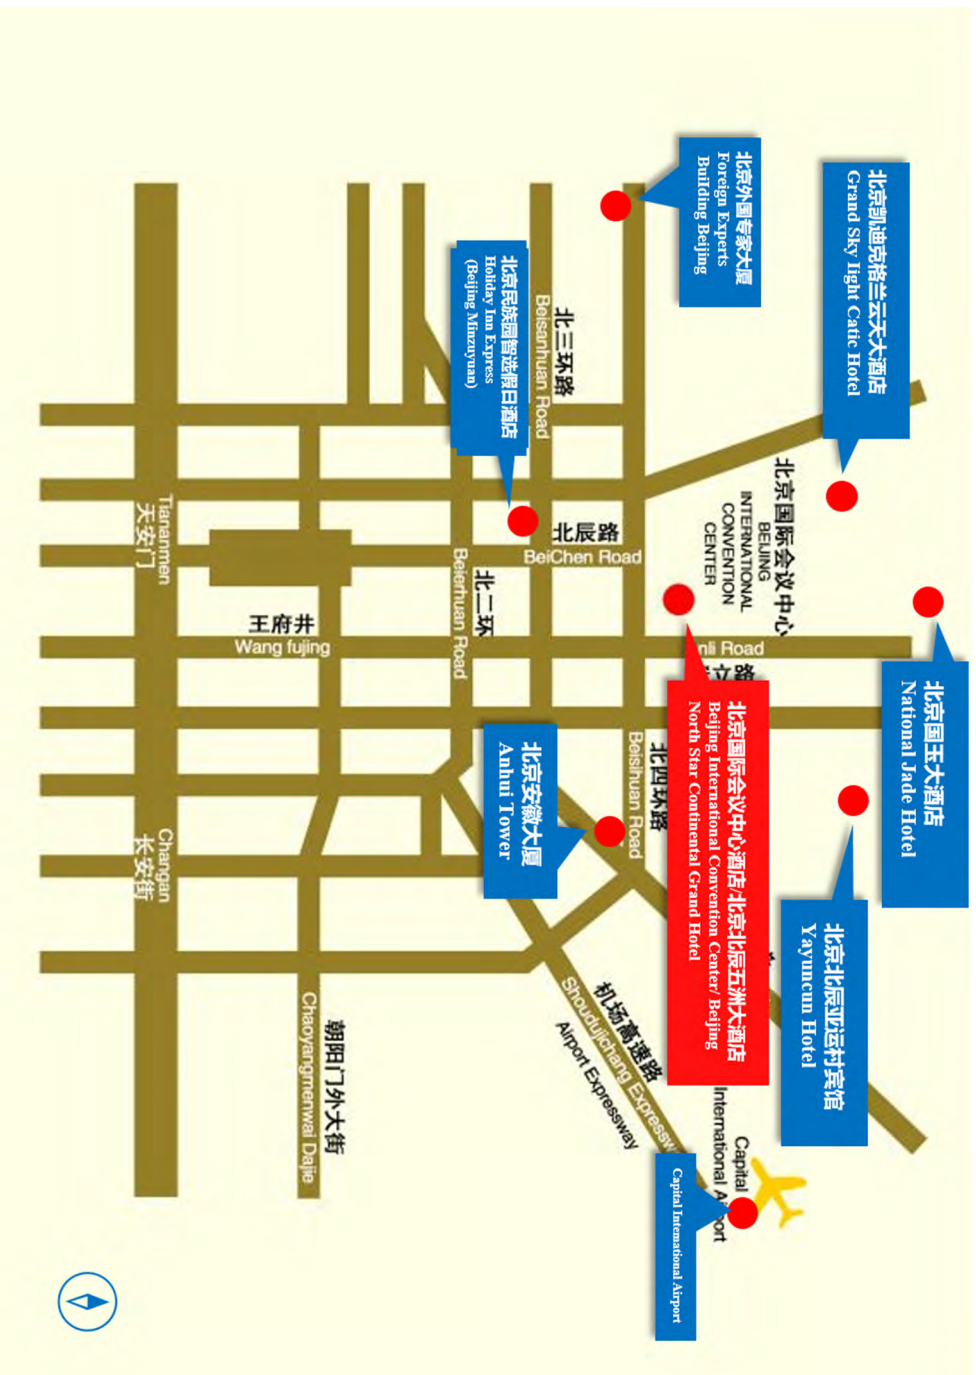 北京凯迪克格兰云天大酒店
Grand Sky light Catic Hotel
北京外国专家大厦
Foreign Experts
Building Beijing
北京国玉大酒店
National Jade Hotel
北京北辰亚运村宾馆
Yayuncun Hotel
北京国际会议中心
BEIJING
INTERNATIONAL
CONVENTION
CENTER
北京国际会议中心酒店/北京北辰五洲大酒店
Beijing International Convention Center/ Beijing
North Star Continental Grand Hotel
Capital
International Airport
Capital International Airport
nli Road
立路
北四环路
Beisihuan Road
北辰路
BeiChen Road
北三环路
Beisanhuan Road
北京民族园智选假日酒店
Holiday Inn Express
(Beijing Minzuyuan)
北京安徽大厦
Anhui Tower
机场高速路
Shoudujichang Expressw
Airport Expressway
北二环
Beierhuan Road
王府井
Wang fujing
朝阳门外大街
Chaoyangmenwai Dajie
Tiananmen
天安门
Changan
长安街